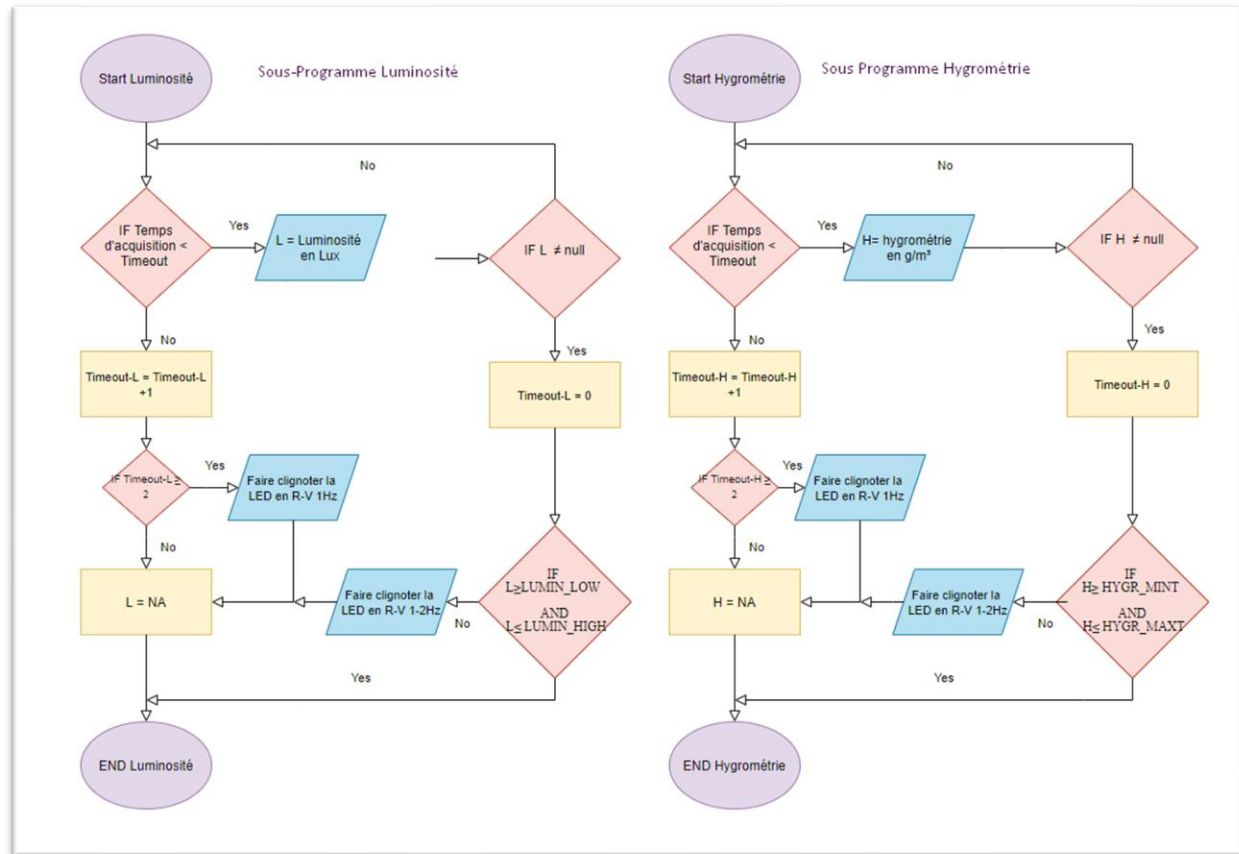 Sous-Programme Luminosité
Start Luminosité
No
IF Temps
d'acquisition <
Timeout
Yes
L = Luminosité
en Lux
IF L ≠ null
No
Yes
Timeout-L = Timeout-L
+1
Timeout-L = 0
IF Timeout-L ≥
2
Yes
Faire clignoter la
LED en R-V 1Hz
No
L = NA
Faire clignoter la
LED en R-V 1-2Hz
No
IF
L≥LUMIN_LOW
AND
L≤LUMIN_HIGH
Yes
END Luminosité
Sous Programme Hygrométrie
Start Hygrométrie
No
IF Temps
d'acquisition <
Timeout
Yes
H= hygrométrie
en g/m³
IF H ≠ null
No
Yes
Timeout-H = Timeout-H
+1
Timeout-H = 0
IF Timeout-H ≥
2
Yes
Faire clignoter la
LED en R-V 1Hz
No
H = NA
Faire clignoter la
LED en R-V 1-2Hz
No
IF
H≥ HYGR_MINT
AND
H≤ HYGR_MAXT
Yes
END Hygrométrie